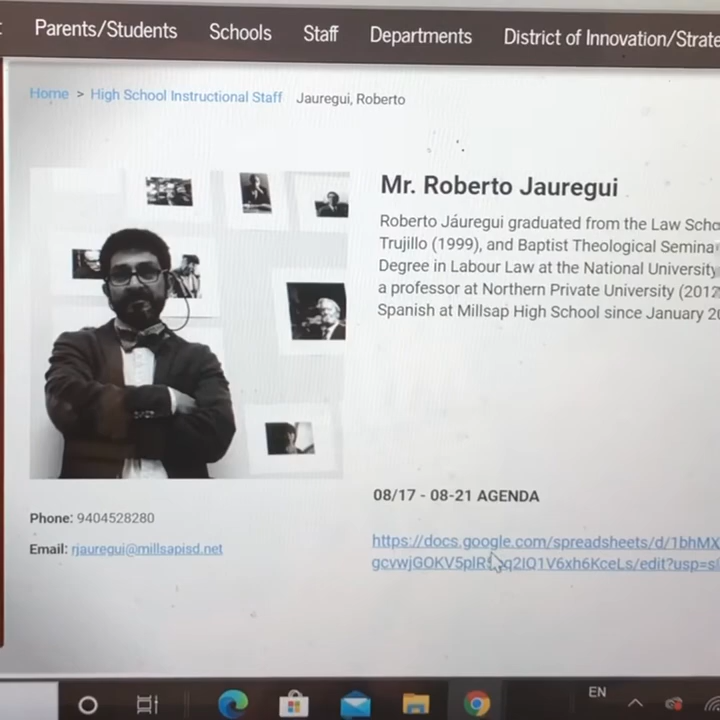 Parents/Students Schools Staff Departments District of Innovation/Strate
Home > High School Instructional Staff Jauregui, Roberto
Mr. Roberto Jauregui
Roberto Jáuregui graduated from the Law Scho
Trujillo (1999), and Baptist Theological Semina
Degree in Labour Law at the National University
a professor at Northern Private University (2012
Spanish at Millsap High School since January 20
08/17 - 08-21 AGENDA
https://docs.google.com/spreadsheets/d/1bhMX
Phone: 9404528280
Email: rjauregui@millsapisd.net
EN